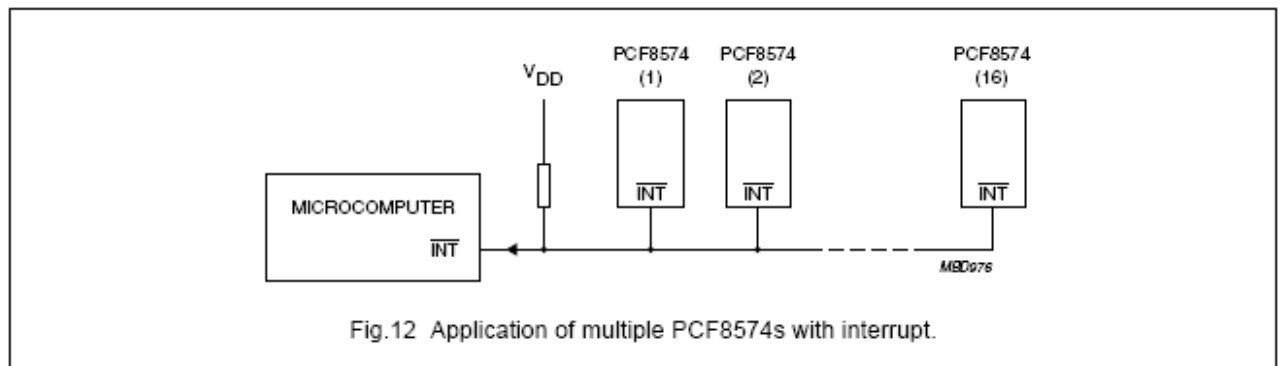 PCF8574
(1)
PCF8574
(2)
PCF8574
(16)
VDD
INT
INT
INT
MICROCOMPUTER
INT
MBD976
Fig.12 Application of multiple PCF8574s with interrupt.